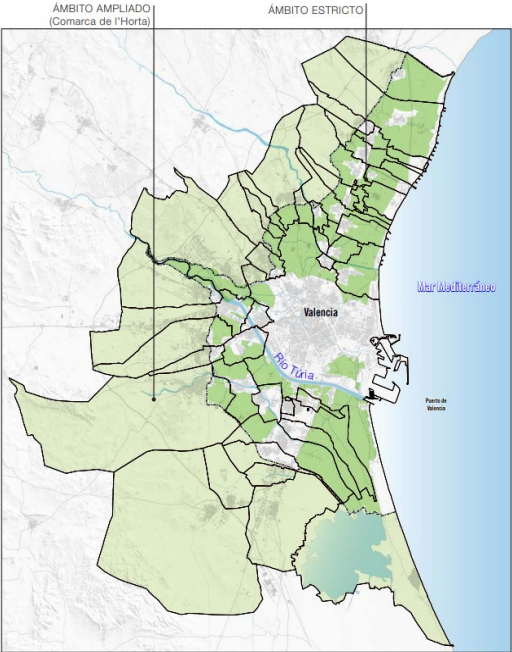 ÁMBITO AMPLIADO
(Comarca de l'Horta)
ÁMBITO ESTRICTO
Mar Mediterráneo
Valencia
Río Túria
Puerto de
Valencia